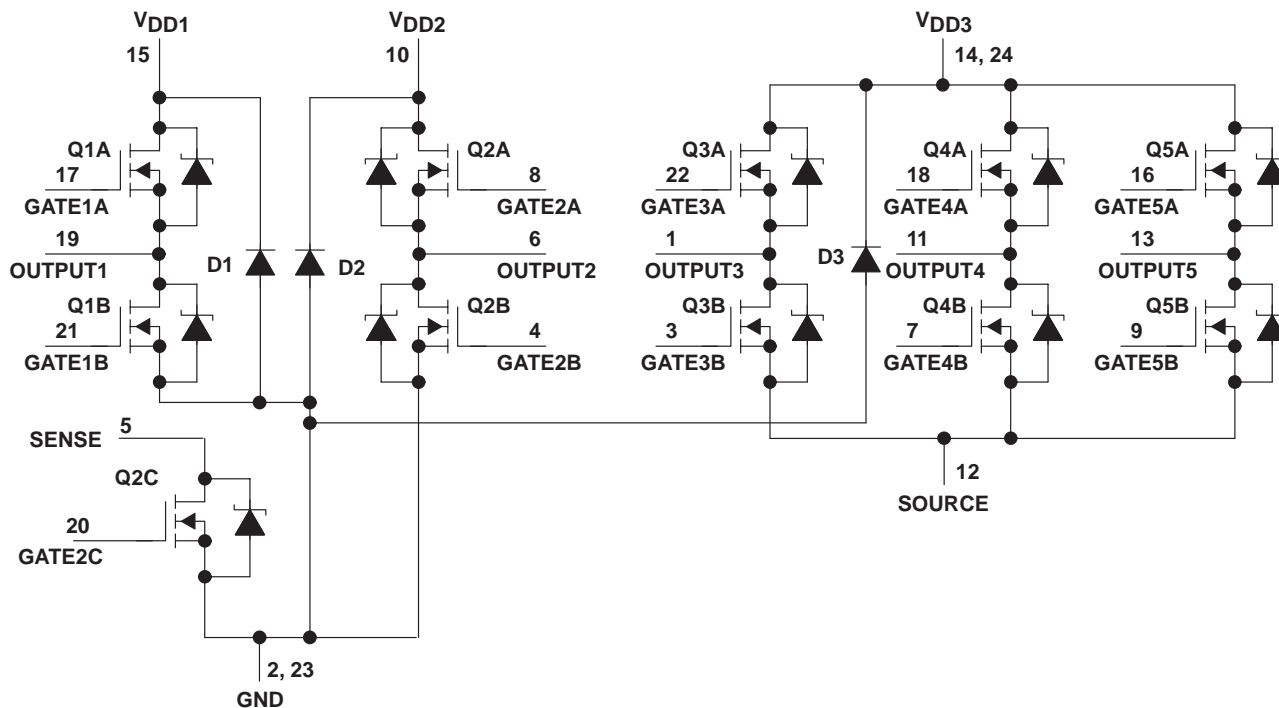 VDD1
VDD2
VDD3
15
10
14, 24
Q1A
Q2A
Q3A
Q4A
Q5A
17
8
22
18
16
GATE1A
GATE2A
GATE3A
GATE4A
GATE5A
19
6
1
11
13
OUTPUT1
D1
D2
OUTPUT2
OUTPUT3
D3
OUTPUT4
OUTPUT5
Q1B
Q2B
Q3B
Q4B
Q5B
21
4
3
7
9
GATE1B
GATE2B
GATE3B
GATE4B
GATE5B
5
SENSE
Q2C
12
SOURCE
20
GATE2C
2, 23
GND